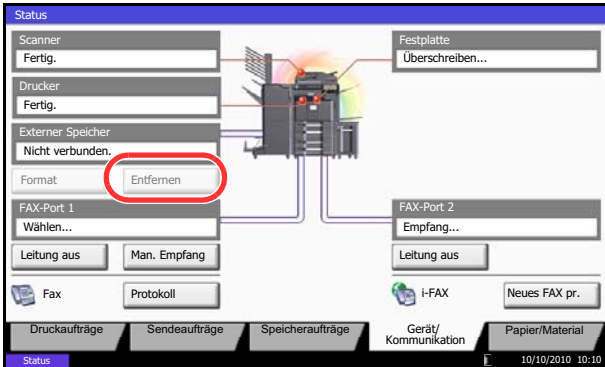 Status
Scanner
Fertig.
Festplatte
Überschreiben...
Drucker
Fertig.
Externer Speicher
Nicht verbunden.
Format
Entfernen
FAX-Port 1
Wählen...
FAX-Port 2
Empfang...
Leitung aus
Man. Empfang
Leitung aus
Fax
Protokoll
i-FAX
Neues FAX pr.
Druckaufträge
Sendeaufträge
Speicheraufträge
Gerät/
Kommunikation
Papier/Material
Status
10/10/2010 10:10